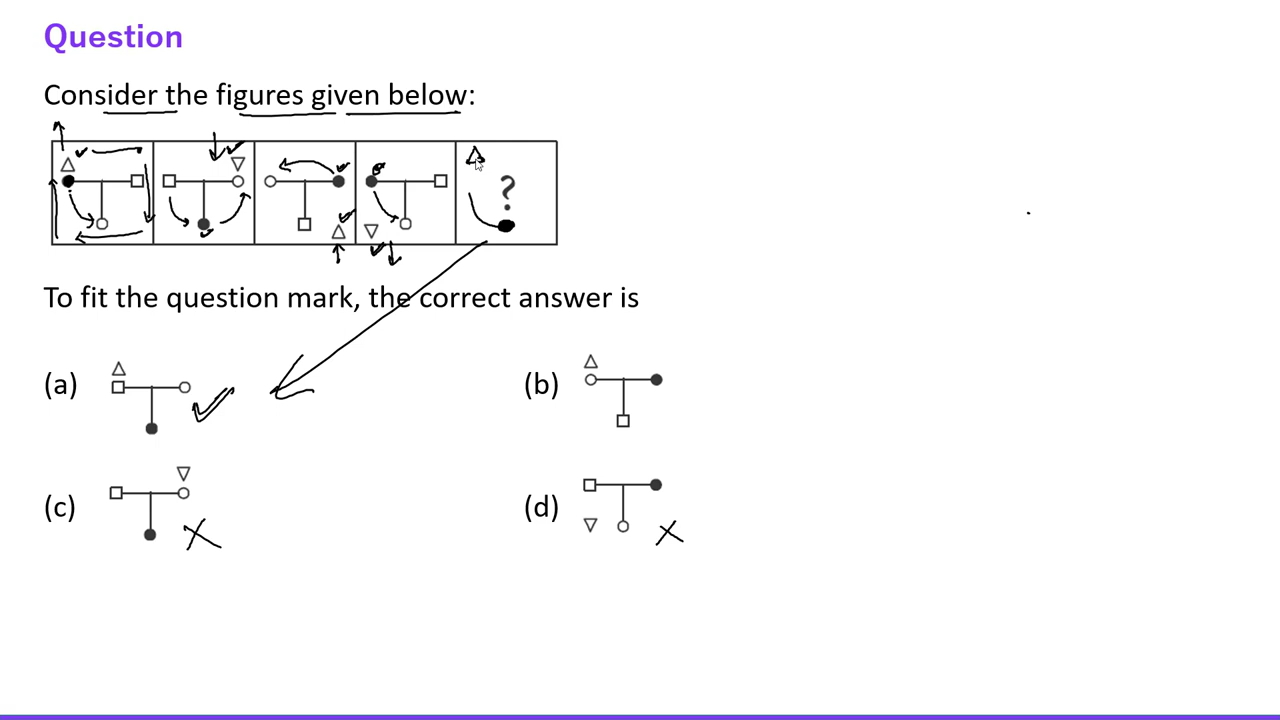 Question
Consider the figures given below:
?
To fit the question mark, the correct answer is
(a)
(b)
(c)
(d)